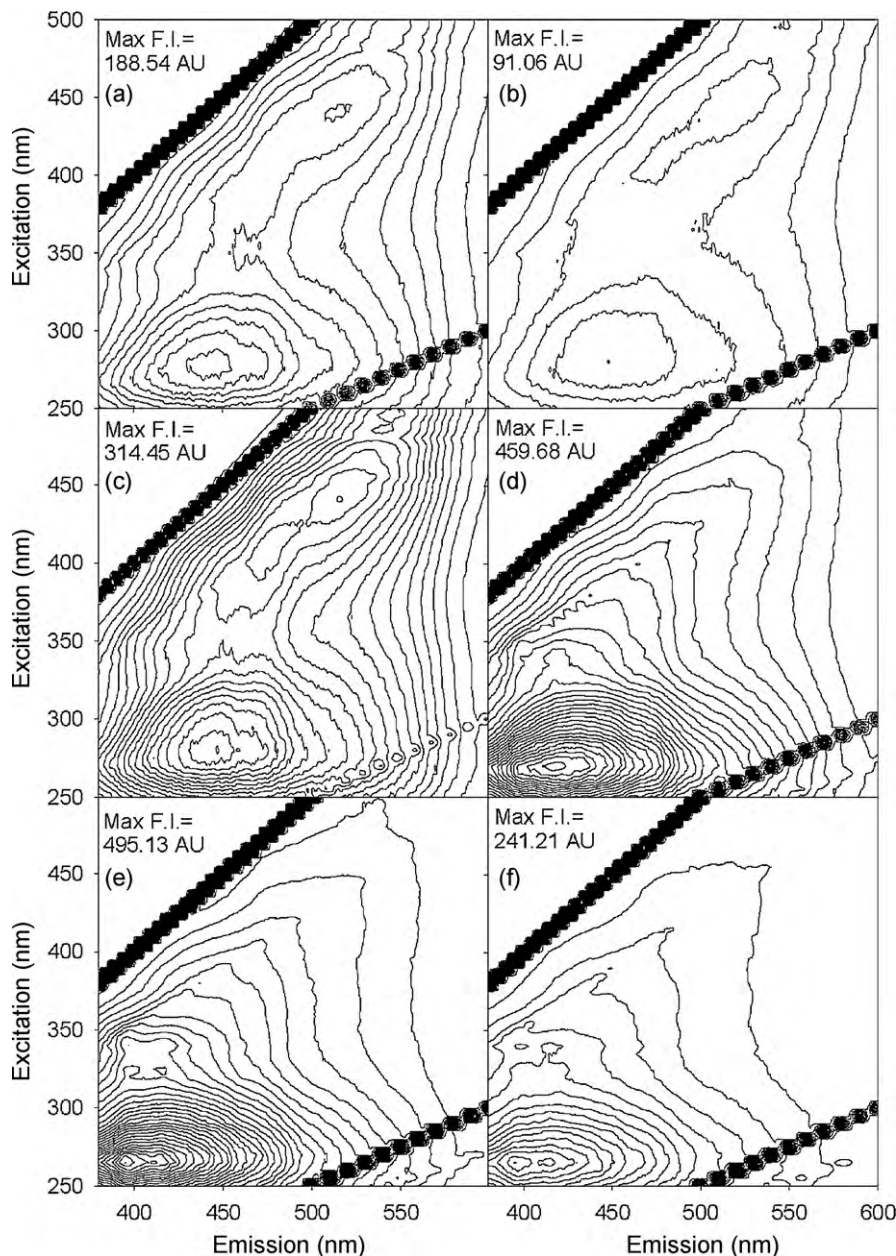 Max F.I.=
188.54 AU
(a)
Max F.I.=
91.06 AU
(b)
500
450
400
350
300
250
Excitation (nm)
Max F.I.=
314.45 AU
(c)
Max F.I.=
459.68 AU
(d)
450
400
350
300
250
Excitation (nm)
Max F.I.=
495.13 AU
(e)
Max F.I.=
241.21 AU
(f)
450
400
350
300
250
Excitation (nm)
400
450
500
550
400
450
500
550
600
Emission (nm)
Emission (nm)